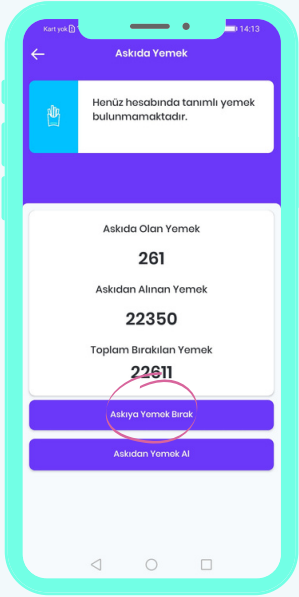 Kart yok 14:13
Askıda Yemek
Henüz hesabında tanımlı yemek
bulunmamaktadır.
Askıda Olan Yemek
261
Askıdan Alınan Yemek
22350
Toplam Bırakılan Yemek
22611
Askıya Yemek Bırak
Askıdan Yemek Al